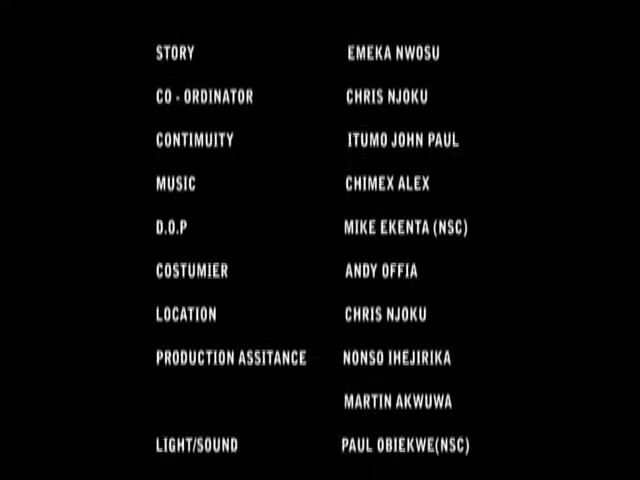 STORY EMEKA NWOSU
CO - ORDINATOR CHRIS NJOKU
CONTIMUITY ITUMO JOHN PAUL
MUSIC CHIMEX ALEX
D.O.P MIKE EKENTA (NSC)
COSTUMIER ANDY OFFIA
LOCATION CHRIS NJOKU
PRODUCTION ASSITANCE NONSO IHEJIRIKA
MARTIN AKWUWA
LIGHT/SOUND PAUL OBIEKWE(NSC)